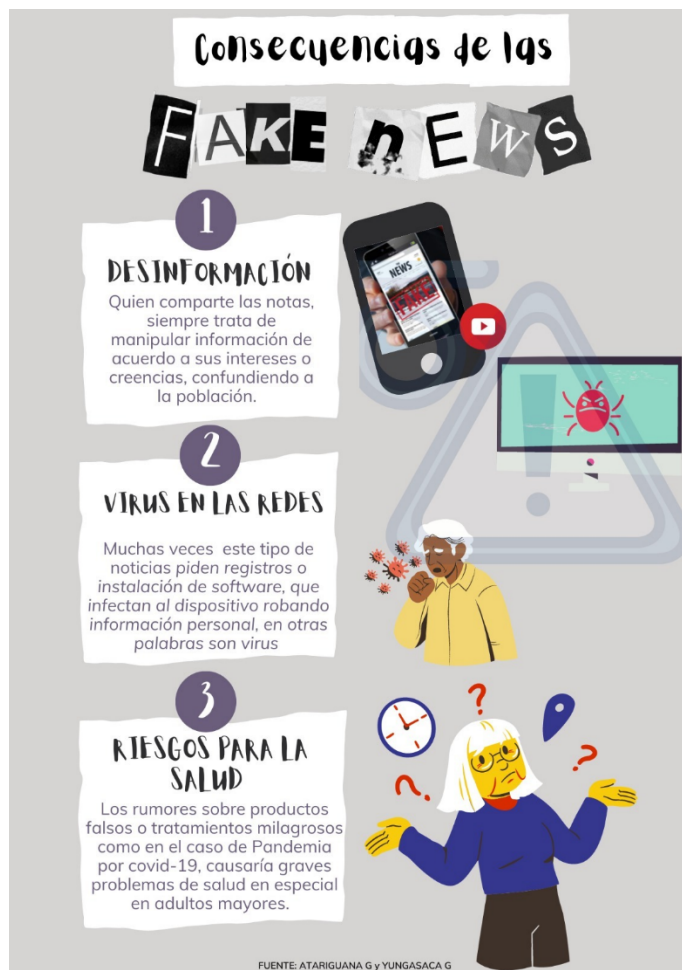 Consecuencias de las
FAKE nEWS
1
DESINFORMACIÓN
Quien comparte las notas,
siempre trata de
manipular información de
acuerdo a sus intereses o
creencias, confundiendo a
la población.
NEWS
FAKE
2
VIRUS EN LAS REDES
Muchas veces este tipo de
noticias piden registros o
instalación de software, que
infectan al dispositivo robando
información personal, en otras
palabras son virus
3
RIESGOS PARA LA
SALUD
Los rumores sobre productos
falsos o tratamientos milagrosos
como en el caso de Pandemia
por covid-19, causaría graves
problemas de salud en especial
en adultos mayores.
FUENTE: ATARIGUANA G y YUNGASACA G